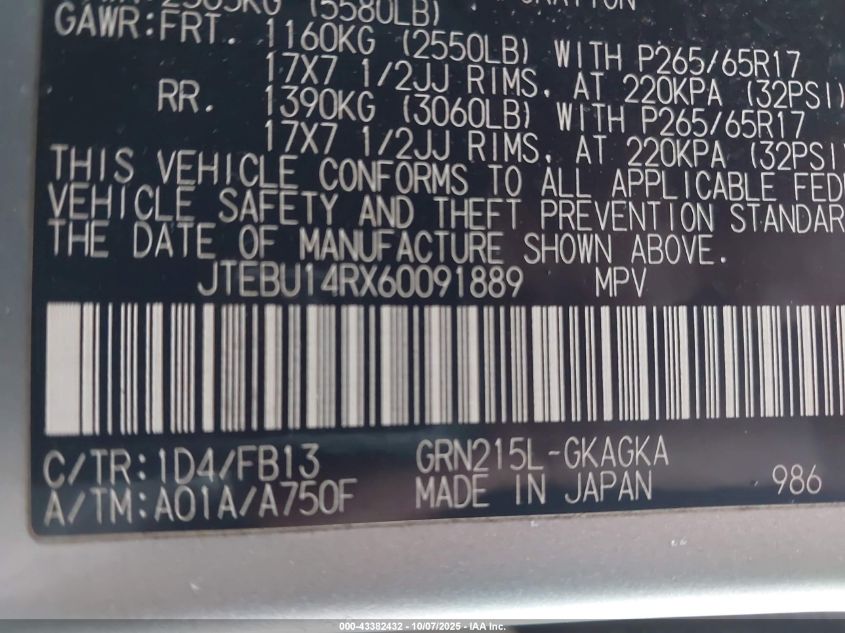 (5580LB)
GAWR:FRT. 1160KG (2550LB) WITH P265/65R17
17X7 1/2JJ RIMS, AT 220KPA (32PSI)
RR. 1390KG (3060LB) WITH P265/65R17
17X7 1/2JJ RIMS, AT 220KPA (32PSI
THIS VEHICLE CONFORMS TO ALL APPLICABLE FED
VEHICLE SAFETY AND THEFT PREVENTION STANDAR
THE DATE OF MANUFACTURE SHOWN ABOVE.
JTEBU14RX60091889 MPV
C/TR:1D4/FB13 GRN215L-GKAGKA
A/TM:A01A/A750F MADE IN JAPAN 986
000-43382432 - 10/07/2025 - IAA Inc.